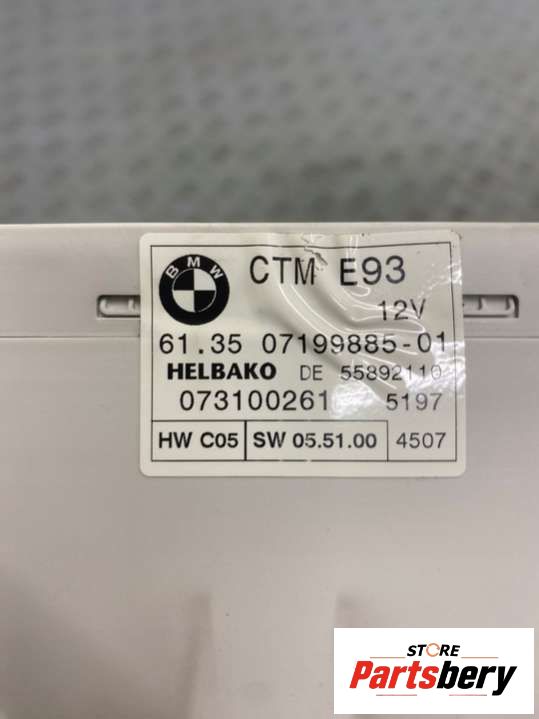 BMW
CTM E93
12V
61.35 07199885-01
HELBAKO DE 55892110
073100261 5197
HW C05 SW 05.51.00 4507
STORE
Partsbery